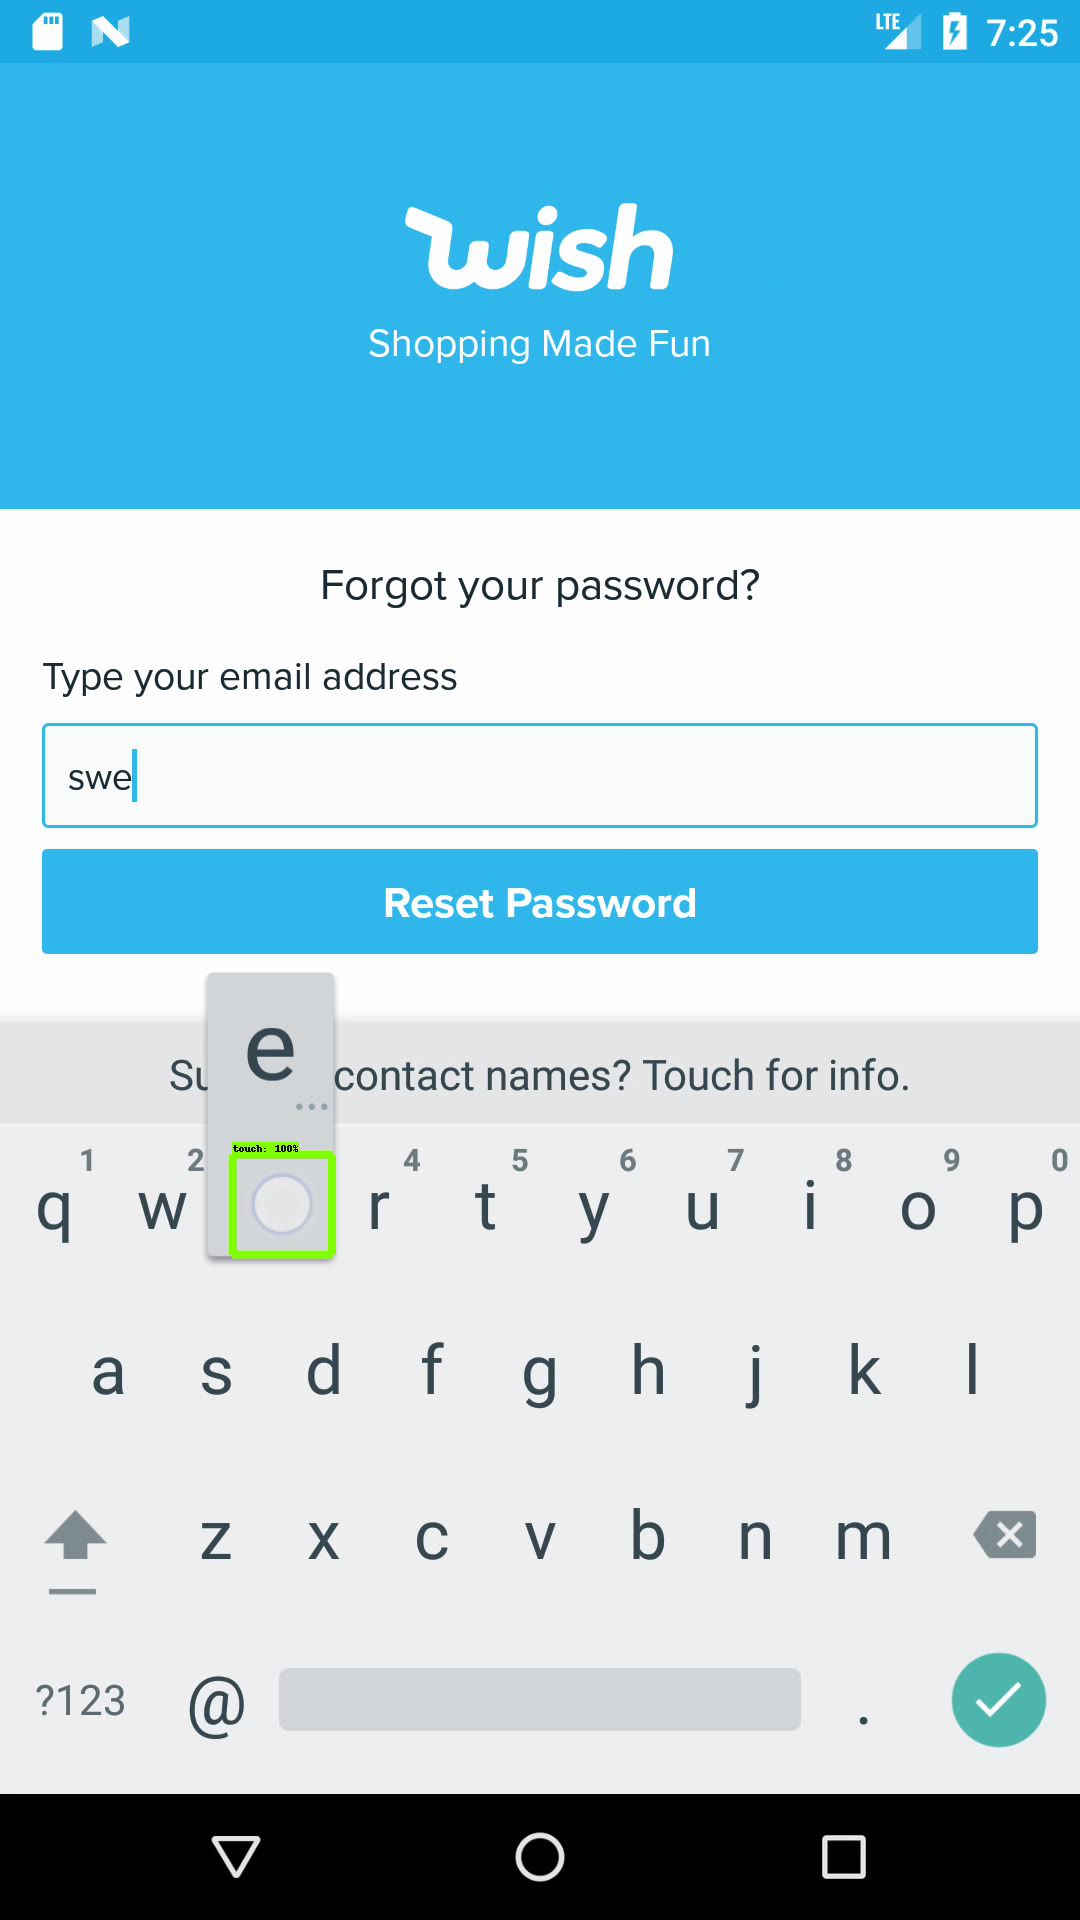 LTE 7:25
wish
Shopping Made Fun
Forgot your password?
Type your email address
swe
Reset Password
e
Su contact names? Touch for info.
touch: 100%
1 2 4 5 6 7 8 9 0
q w r t y u i o p
a s d f g h j k l
z x c v b n m
?123 @ .